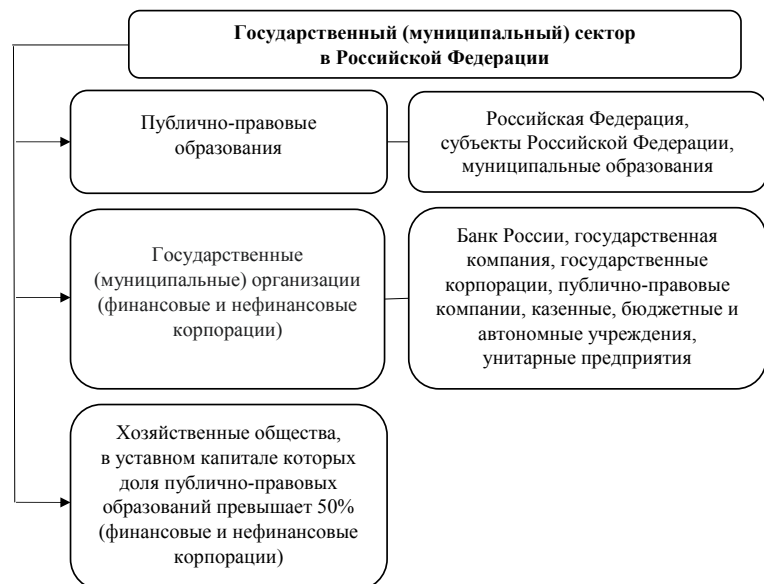 Государственный (муниципальный) сектор
в Российской Федерации
Публично-правовые
образования
Российская Федерация,
субъекты Российской Федерации,
муниципальные образования
Государственные
(муниципальные) организации
(финансовые и нефинансовые
корпорации)
Банк России, государственная
компания, государственные
корпорации, публично-правовые
компании, казенные, бюджетные и
автономные учреждения,
унитарные предприятия
Хозяйственные общества,
в уставном капитале которых
доля публично-правовых
образований превышает 50%
(финансовые и нефинансовые
корпорации)